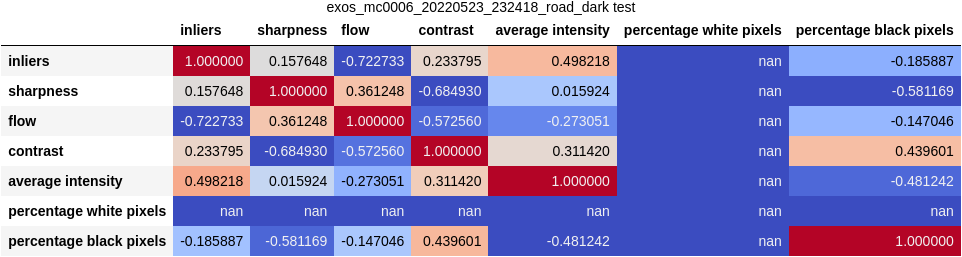 exos_mc0006_20220523_232418_road_dark test
inliers sharpness flow contrast average intensity percentage white pixels percentage black pixels
inliers 1.000000 0.157648 -0.722733 0.233795 0.498218 nan -0.185887
sharpness 0.157648 1.000000 0.361248 -0.684930 0.015924 nan -0.581169
flow -0.722733 0.361248 1.000000 -0.572560 -0.273051 nan -0.147046
contrast 0.233795 -0.684930 -0.572560 1.000000 0.311420 nan 0.439601
average intensity 0.498218 0.015924 -0.273051 0.311420 1.000000 nan -0.481242
percentage white pixels nan nan nan nan nan nan nan
percentage black pixels -0.185887 -0.581169 -0.147046 0.439601 -0.481242 nan 1.000000